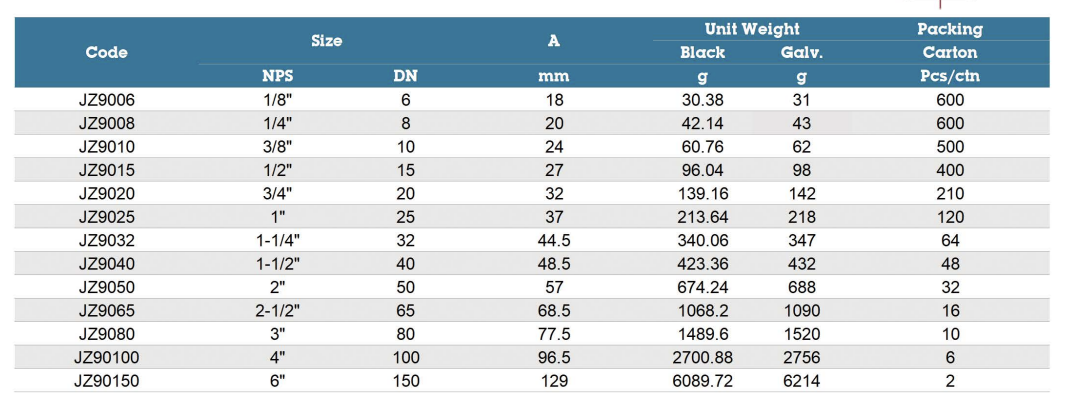 Code Size A Unit Weight Packing
Black Galv. Carton
NPS DN mm g g Pcs/ctn
JZ9006 1/8" 6 18 30.38 31 600
JZ9008 1/4" 8 20 42.14 43 600
JZ9010 3/8" 10 24 60.76 62 500
JZ9015 1/2" 15 27 96.04 98 400
JZ9020 3/4" 20 32 139.16 142 210
JZ9025 1" 25 37 213.64 218 120
JZ9032 1-1/4" 32 44.5 340.06 347 64
JZ9040 1-1/2" 40 48.5 423.36 432 48
JZ9050 2" 50 57 674.24 688 32
JZ9065 2-1/2" 65 68.5 1068.2 1090 16
JZ9080 3" 80 77.5 1489.6 1520 10
JZ90100 4" 100 96.5 2700.88 2756 6
JZ90150 6" 150 129 6089.72 6214 2